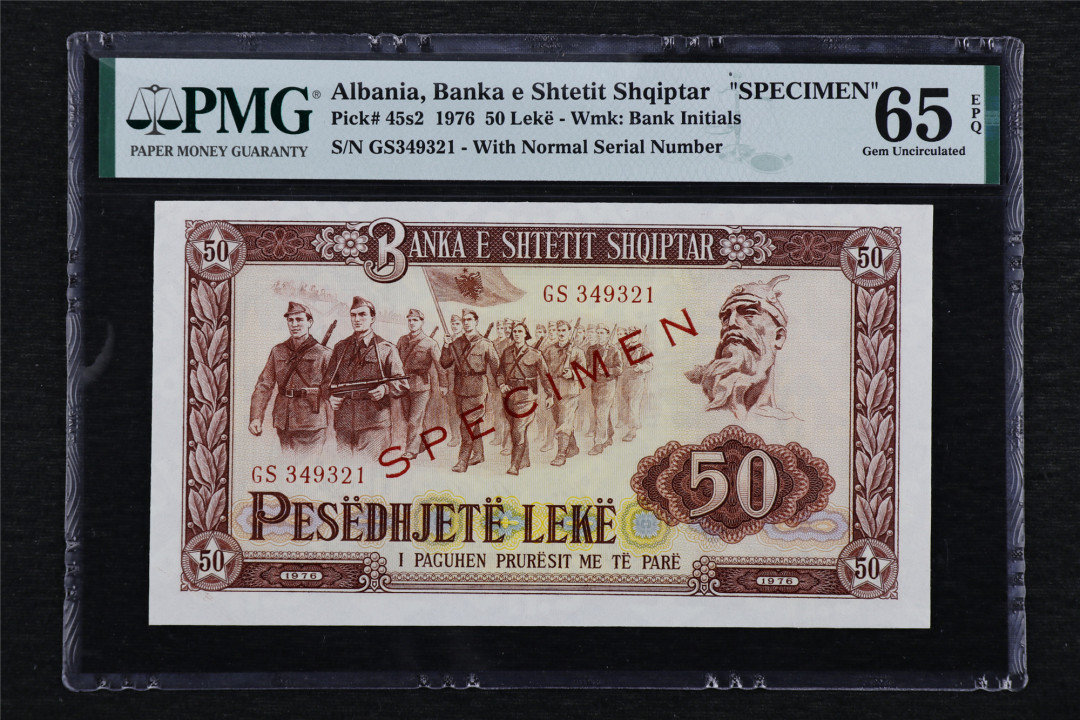 PMG®
PAPER MONEY GUARANTY
Albania, Banka e Shtetit Shqiptar "SPECIMEN"
Pick# 45s2 1976 50 Lekë - Wmk: Bank Initials
S/N GS349321 - With Normal Serial Number
65
EPQ
Gem Uncirculated
50
BANKA E SHTETIT SHQIPTAR
50
GS 349321
SPECIMEN
GS 349321
50
PESËDHJETË LEKË
I PAGUHEN PRURËSIT ME TË PARË
50
1976
1976
50